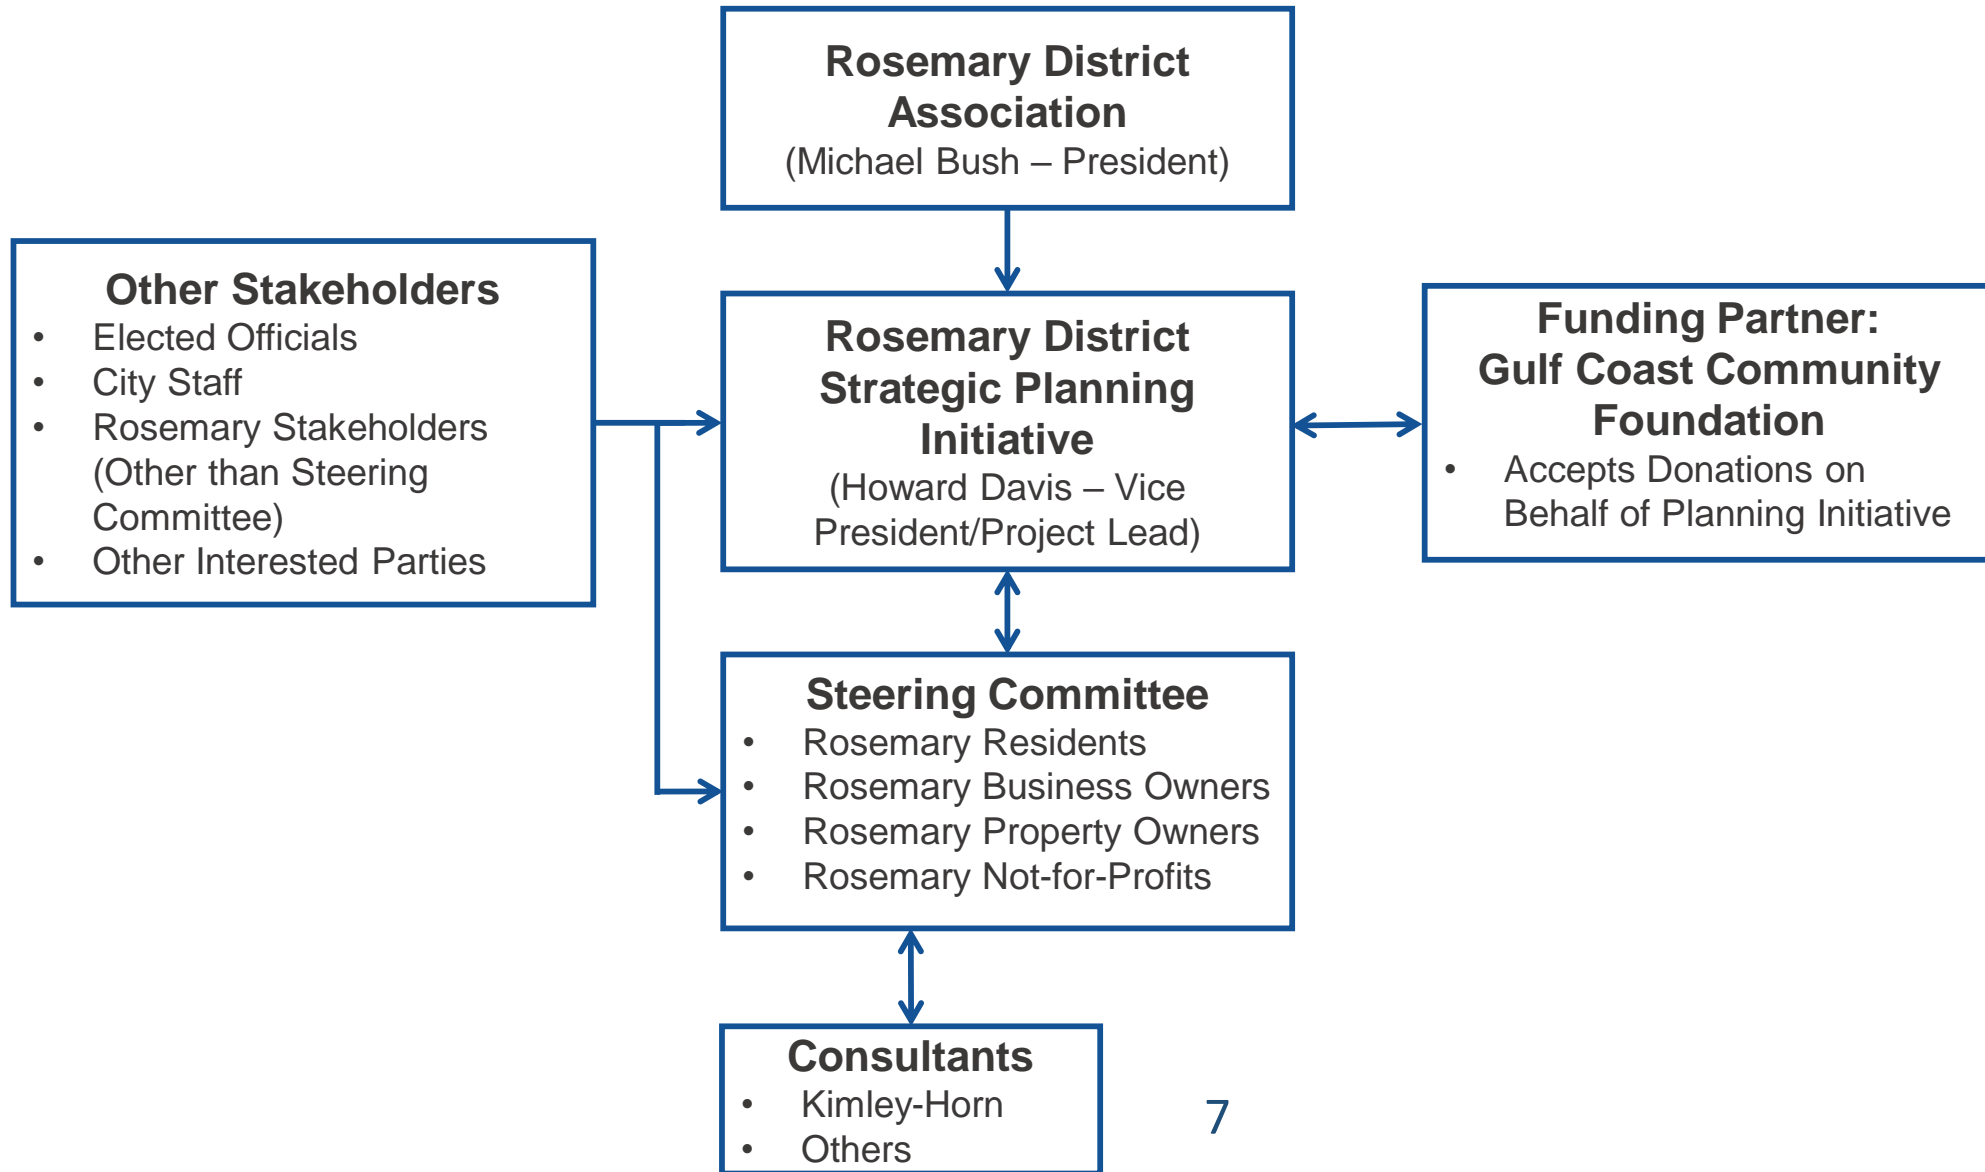 Rosemary District
Association
(Michael Bush – President)
Other Stakeholders
• Elected Officials
• City Staff
• Rosemary Stakeholders
(Other than Steering
Committee)
• Other Interested Parties
Rosemary District
Strategic Planning
Initiative
(Howard Davis – Vice
President/Project Lead)
Funding Partner:
Gulf Coast Community
Foundation
• Accepts Donations on
Behalf of Planning Initiative
Steering Committee
• Rosemary Residents
• Rosemary Business Owners
• Rosemary Property Owners
• Rosemary Not-for-Profits
Consultants
• Kimley-Horn
• Others
7